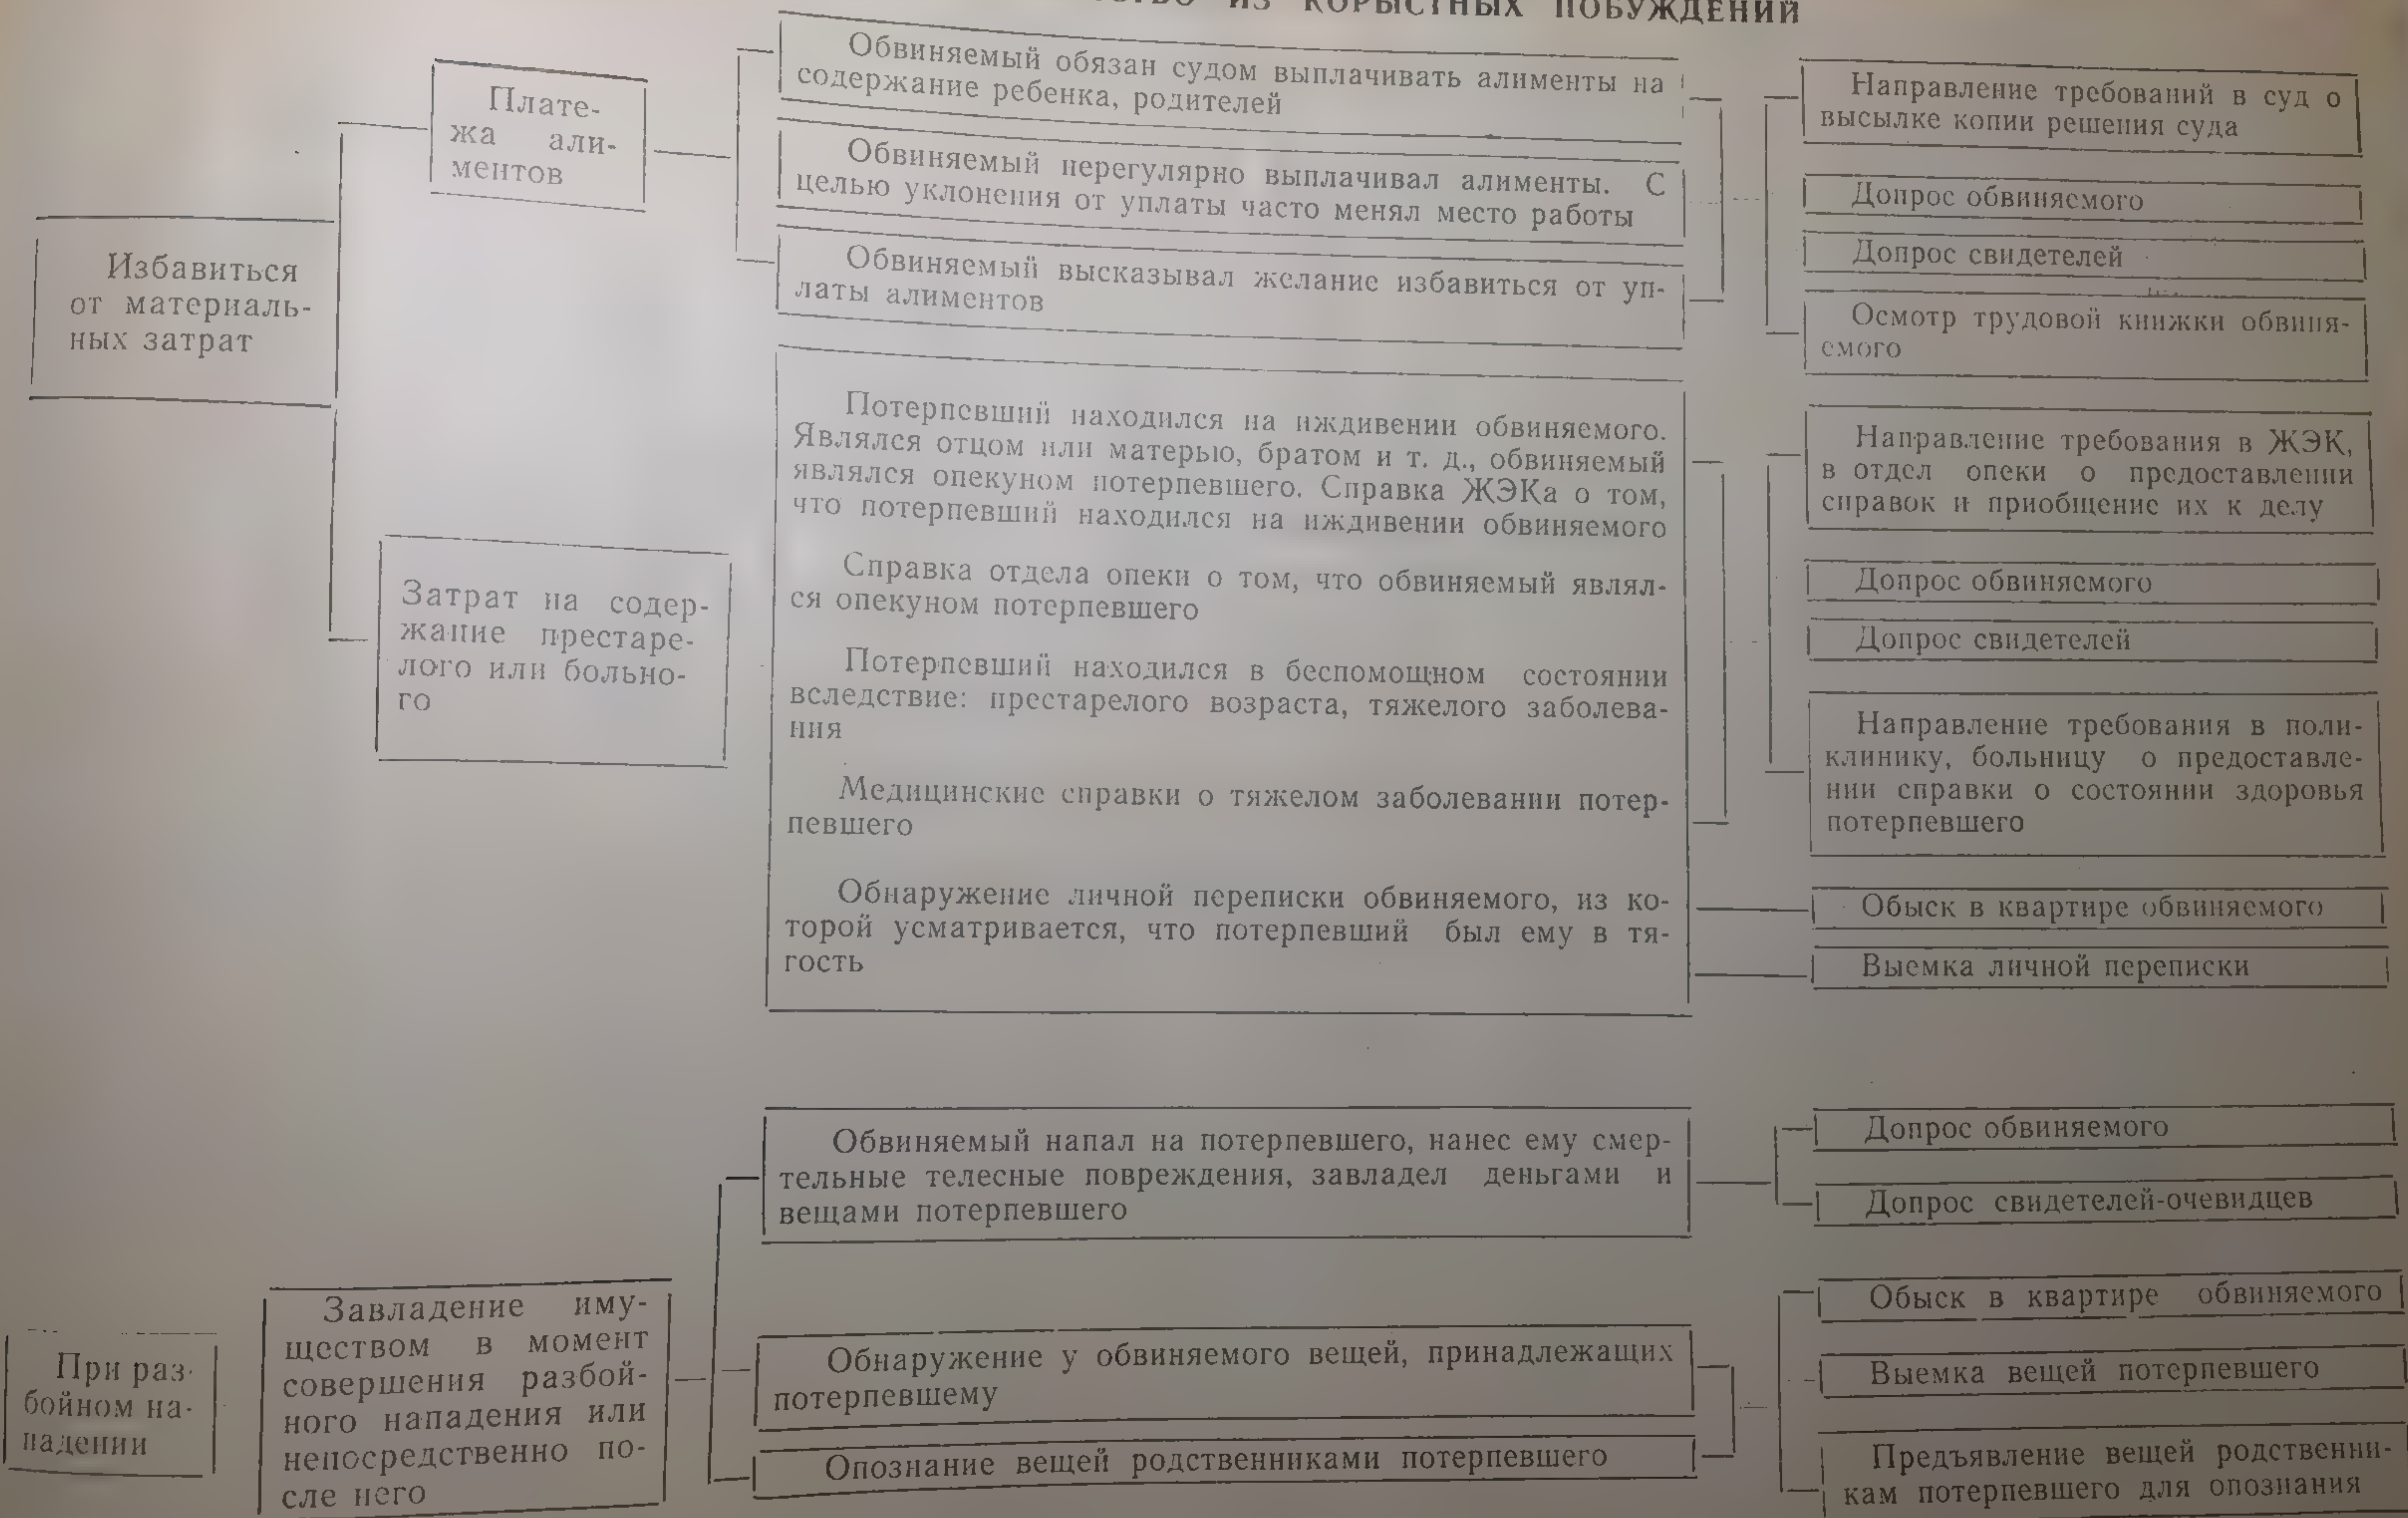 ИЗ КОРЫСТНЫХ ПОБУЖДЕНИЙ
Избавиться
от материаль-
ных затрат
Плате-
жа али-
ментов
Обвиняемый обязан судом выплачивать алименты на
содержание ребенка, родителей
Обвиняемый нерегулярно выплачивал алименты. С
целью уклонения от уплаты часто менял место работы
Обвиняемый высказывал желание избавиться от уп-
латы алиментов
Направление требований в суд о
высылке копии решения суда
Допрос обвиняемого
Допрос свидетелей
Осмотр трудовой книжки обвиня-
емого
Затрат на содер-
жание престаре-
лого или больно-
го
Потерпевший находился на иждивении обвиняемого.
Являлся отцом или матерью, братом и т. д., обвиняемый
являлся опекуном потерпевшего. Справка ЖЭКа о том,
что потерпевший находился на иждивении обвиняемого
Справка отдела опеки о том, что обвиняемый являл-
ся опекуном потерпевшего
Потерпевший находился в беспомощном состоянии
вследствие: престарелого возраста, тяжелого заболева-
ния
Медицинские справки о тяжелом заболевании потер-
певшего
Обнаружение личной переписки обвиняемого, из ко-
торой усматривается, что потерпевший был ему в тя-
гость
Направление требования в ЖЭК,
в отдел опеки о предоставлении
справок и приобщение их к делу
Допрос обвиняемого
Допрос свидетелей
Направление требования в поли-
клинику, больницу о предоставле-
нии справки о состоянии здоровья
потерпевшего
Обыск в квартире обвиняемого
Выемка личной переписки
При раз-
бойном на-
падении
Завладение иму-
ществом в момент
совершения разбой-
ного нападения или
непосредственно по-
сле него
Обвиняемый напал на потерпевшего, нанес ему смер-
тельные телесные повреждения, завладел деньгами и
вещами потерпевшего
Обнаружение у обвиняемого вещей, принадлежащих
потерпевшему
Опознание вещей родственниками потерпевшего
Допрос обвиняемого
Допрос свидетелей-очевидцев
Обыск в квартире обвиняемого
Выемка вещей потерпевшего
Предъявление вещей родственни-
кам потерпевшего для опознания